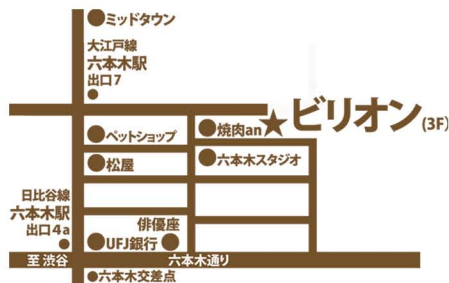 ミッドタウン
大江戸線
六本木駅
出口7
ペットショップ
焼肉an
ビリオン(3F)
松屋
六本木スタジオ
日比谷線
六本木駅
出口4a
俳優座
UFJ銀行
至 渋谷
六本木通り
六本木交差点